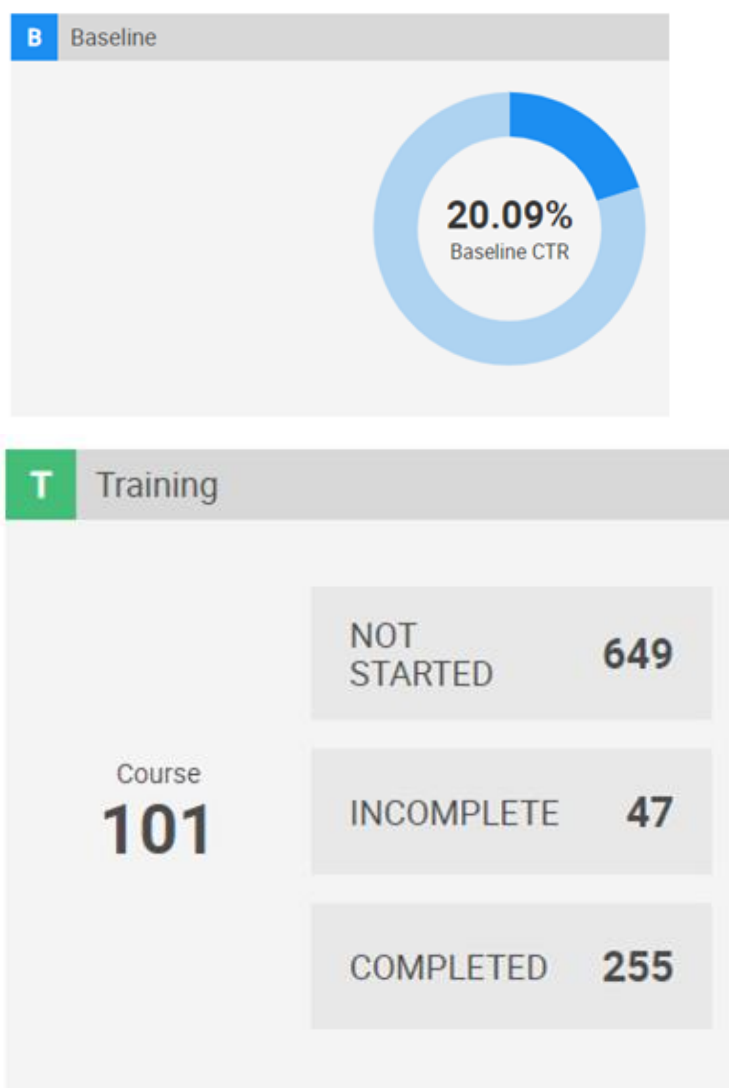 B Baseline
20.09%
Baseline CTR
T Training
Course
101
NOT
STARTED 649
INCOMPLETE 47
COMPLETED 255